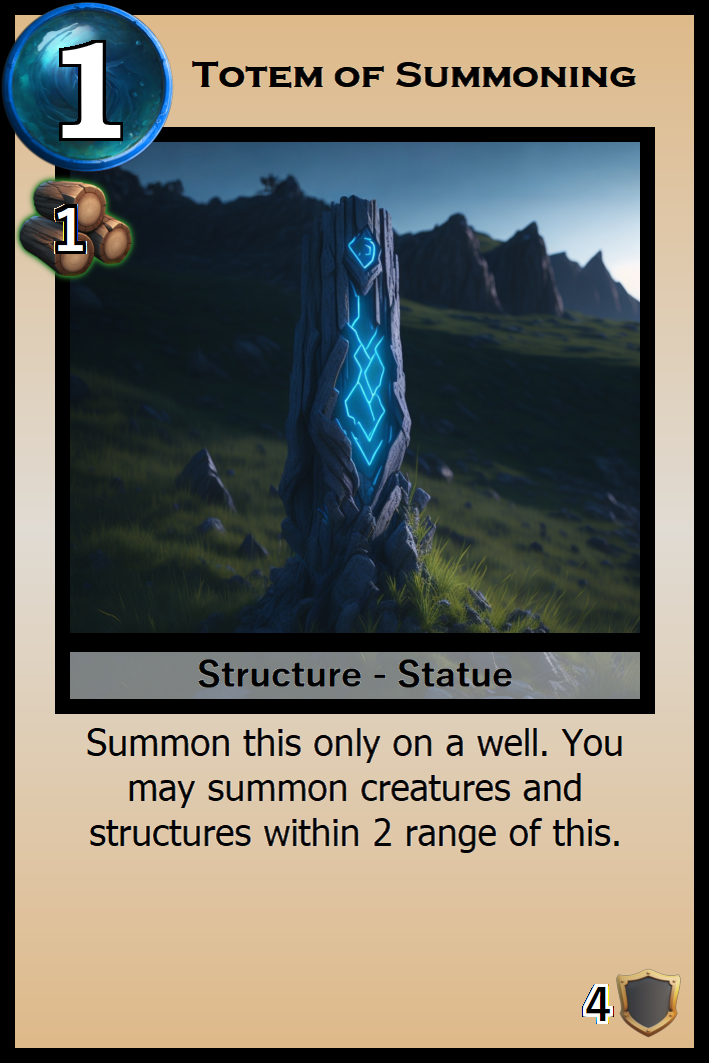 1
Totem of Summoning
1
Structure - Statue
Summon this only on a well. You
may summon creatures and
structures within 2 range of this.
4